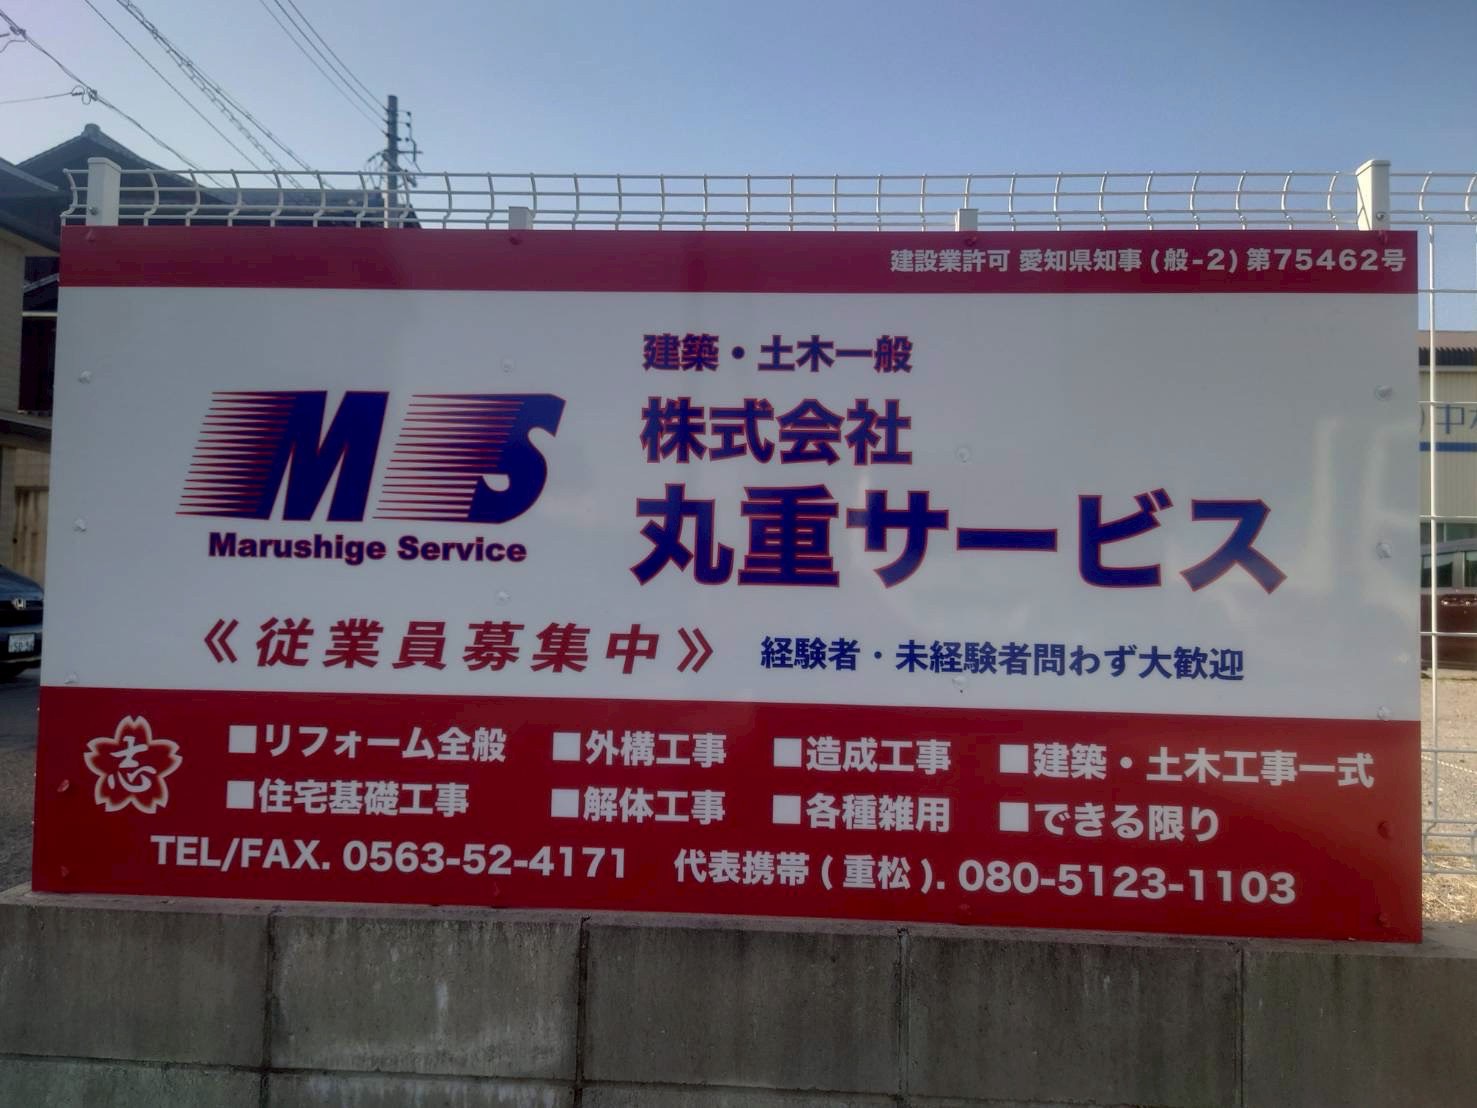 建設業許可 愛知県知事(般-2)第75462号
建築・土木一般
株式会社
丸重サービス
MS
Marushige Service
《従業員募集中》 経験者・未経験者問わず大歓迎
志
■リフォーム全般 ■外構工事 ■造成工事 ■建築・土木工事一式
■住宅基礎工事 ■解体工事 ■各種雑用 ■できる限り
TEL/FAX. 0563-52-4171 代表携帯(重松). 080-5123-1103